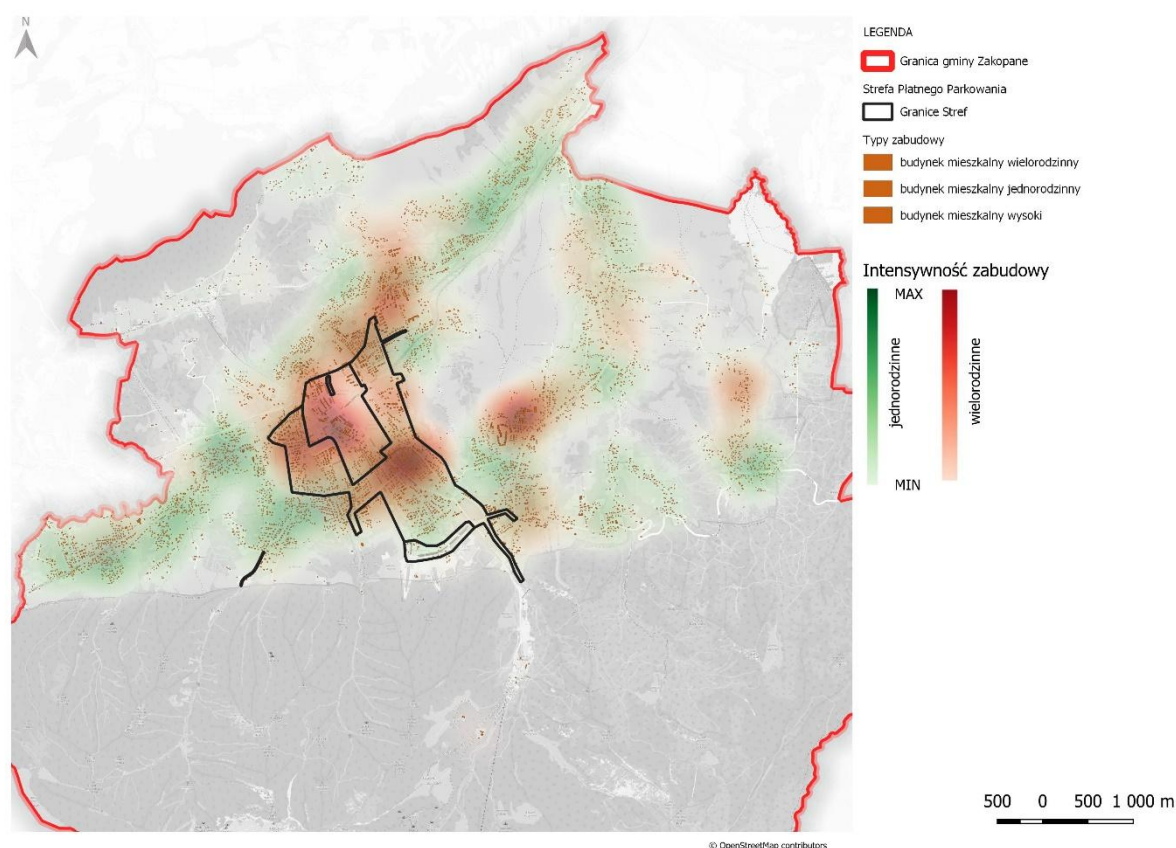 N
LEGENDA
Granica gminy Zakopane
Strefa Płatnego Parkowania
Granice Stref
Typy zabudowy
budynek mieszkalny wielorodzinny
budynek mieszkalny jednorodzinny
budynek mieszkalny wysoki
Intensywność zabudowy
MAX
jednorodzinne
wielorodzinne
MIN
500 0 500 1 000 m
© OpenStreetMap contributors